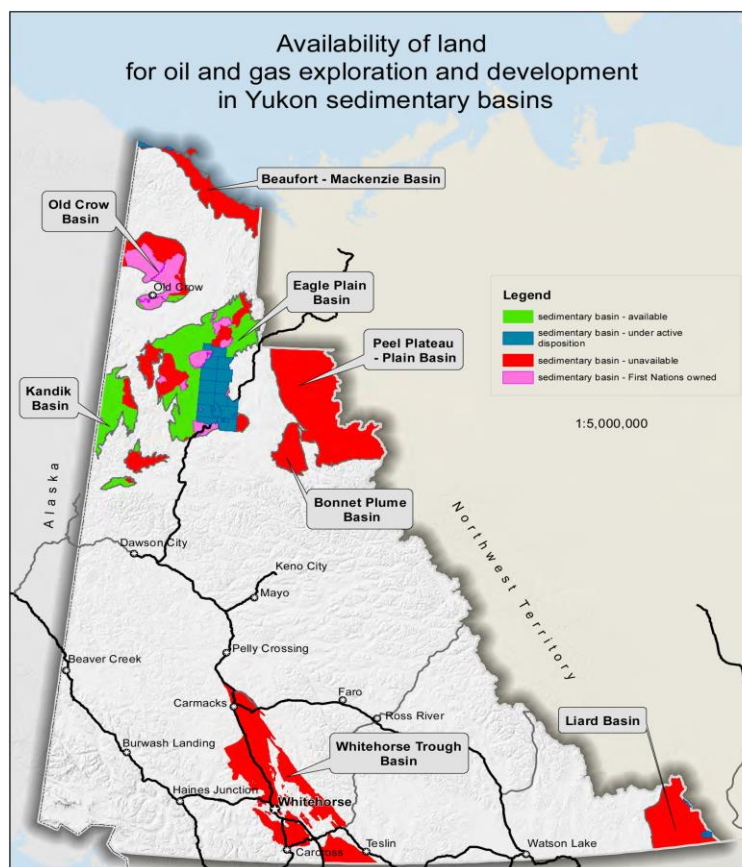 Availability of land
for oil and gas exploration and development
in Yukon sedimentary basins
Beaufort - Mackenzie Basin
Old Crow
Basin
Old Crow
Eagle Plain
Basin
Legend
sedimentary basin - available
sedimentary basin - under active
disposition
sedimentary basin - unavailable
sedimentary basin - First Nations owned
Peel Plateau
- Plain Basin
Kandik
Basin
1:5,000,000
Alaska
Bonnet Plume
Basin
Northwest Territory
Dawson City
Keno City
Mayo
Pelly Crossing
Beaver Creek
Faro
Carmacks
Ross River
Liard Basin
Burwash Landing
Whitehorse Trough
Basin
Haines Junction
Whitehorse
Teslin
Watson Lake
Carcross